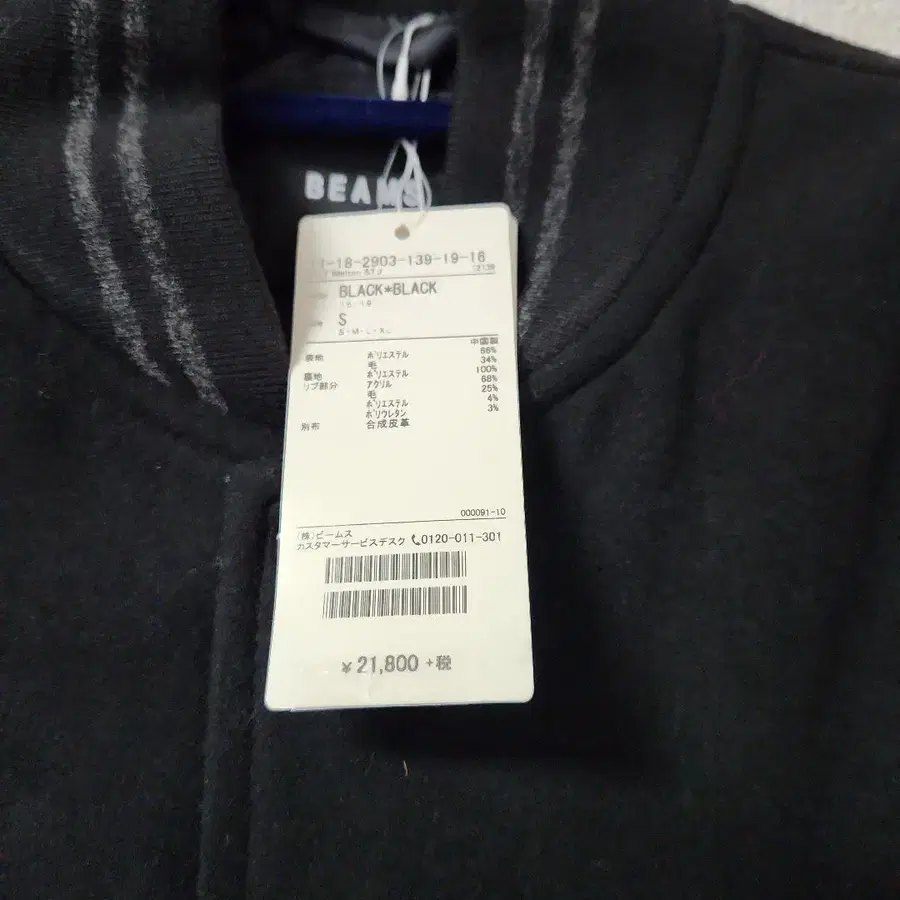 BEAMS
11-18-2903-139-19-16
BLACK*BLACK
S
S・M・L・XL
中国製
表地 ポリエステル 66%
毛 34%
裏地 ポリエステル 100%
リブ部分 アクリル 68%
毛 25%
ポリエステル 4%
ポリウレタン 3%
別布 合成皮革
000091-10
(株)ビームス
カスタマーサービスデスク 0120-011-301
¥21,800 +税